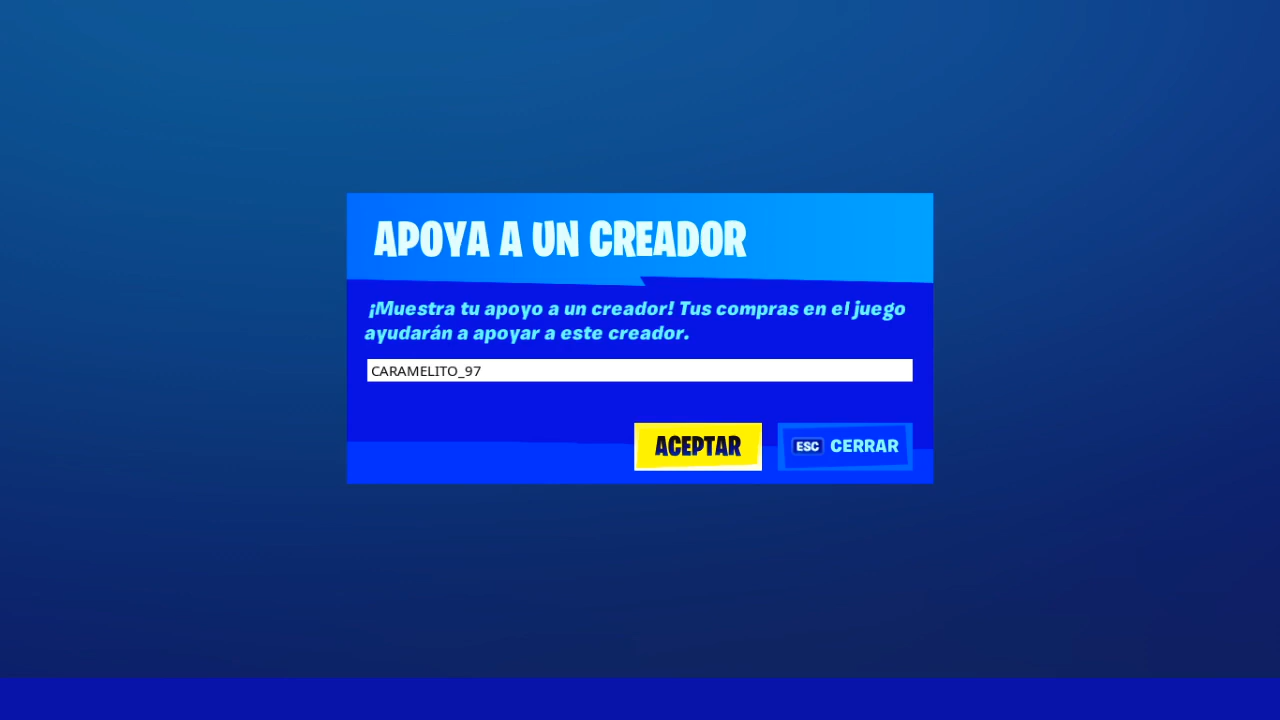 APOYA A UN CREADOR
¡Muestra tu apoyo a un creador! Tus compras en el juego
ayudarán a apoyar a este creador.
CARAMELITO_97
ACEPTAR
ESC CERRAR